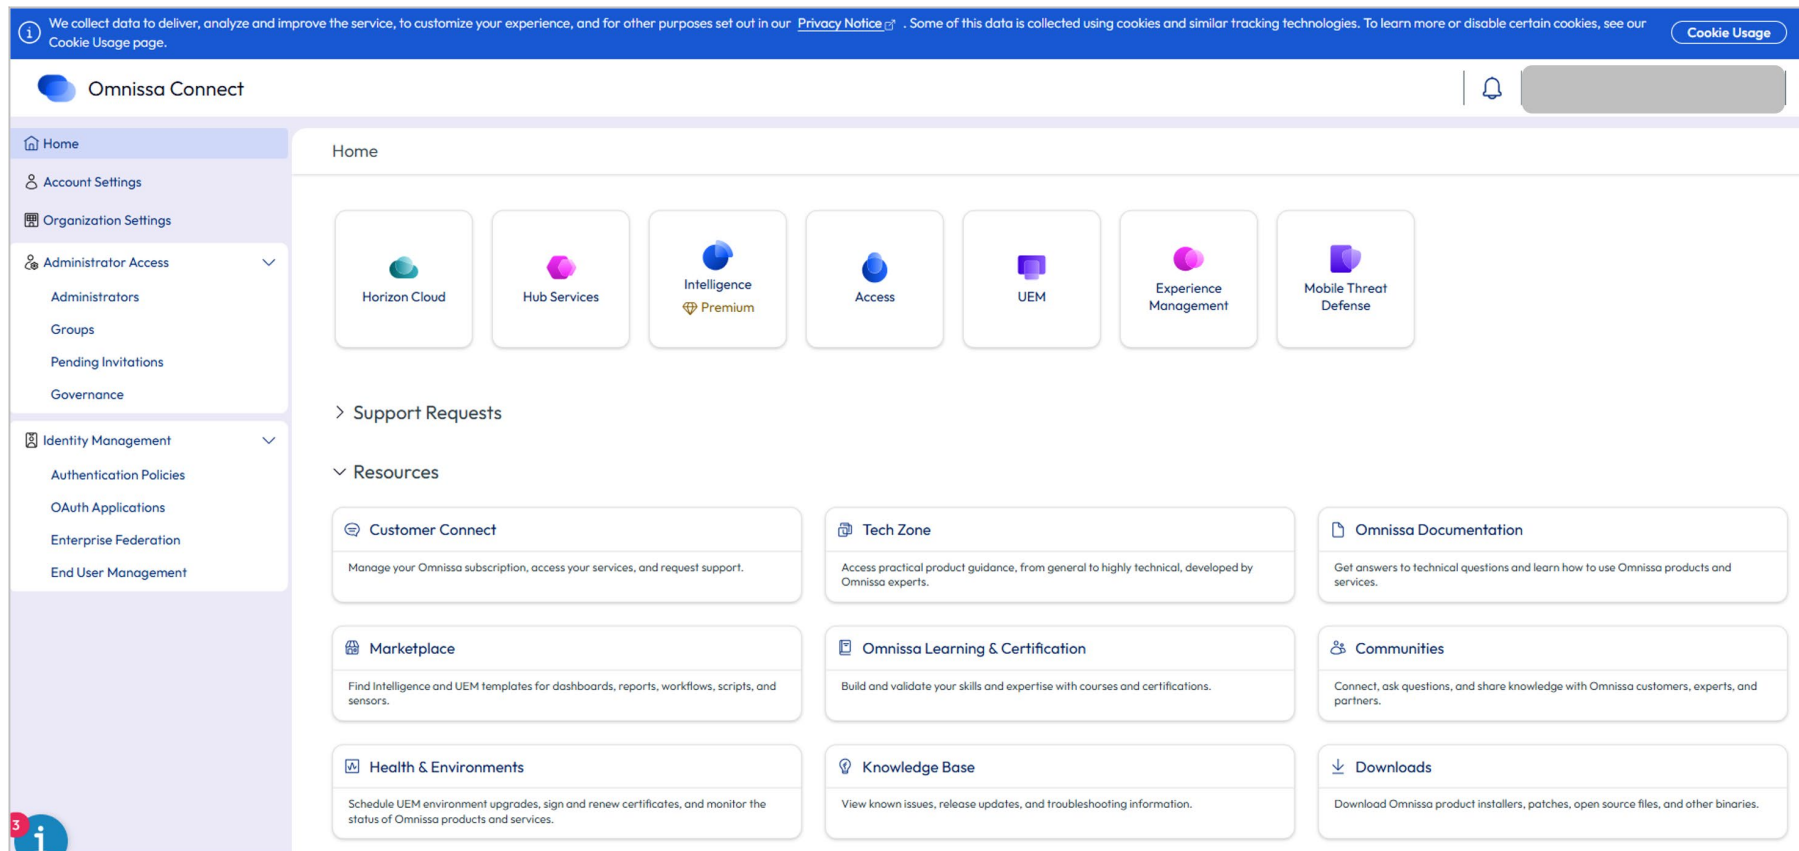 We collect data to deliver, analyze and improve the service, to customize your experience, and for other purposes set out in our Privacy Notice . Some of this data is collected using cookies and similar tracking technologies. To learn more or disable certain cookies, see our
Cookie Usage page.
Cookie Usage
Omnissa Connect
Home
Account Settings
Organization Settings
Administrator Access
Administrators
Groups
Pending Invitations
Governance
Identity Management
Authentication Policies
OAuth Applications
Enterprise Federation
End User Management
3
i
Home
Horizon Cloud
Hub Services
Intelligence
Premium
Access
UEM
Experience
Management
Mobile Threat
Defense
Support Requests
Resources
Customer Connect
Manage your Omnissa subscription, access your services, and request support.
Tech Zone
Access practical product guidance, from general to highly technical, developed by
Omnissa experts.
Omnissa Documentation
Get answers to technical questions and learn how to use Omnissa products and
services.
Marketplace
Find Intelligence and UEM templates for dashboards, reports, workflows, scripts, and
sensors.
Omnissa Learning & Certification
Build and validate your skills and expertise with courses and certifications.
Communities
Connect, ask questions, and share knowledge with Omnissa customers, experts, and
partners.
Health & Environments
Schedule UEM environment upgrades, sign and renew certificates, and monitor the
status of Omnissa products and services.
Knowledge Base
View known issues, release updates, and troubleshooting information.
Downloads
Download Omnissa product installers, patches, open source files, and other binaries.